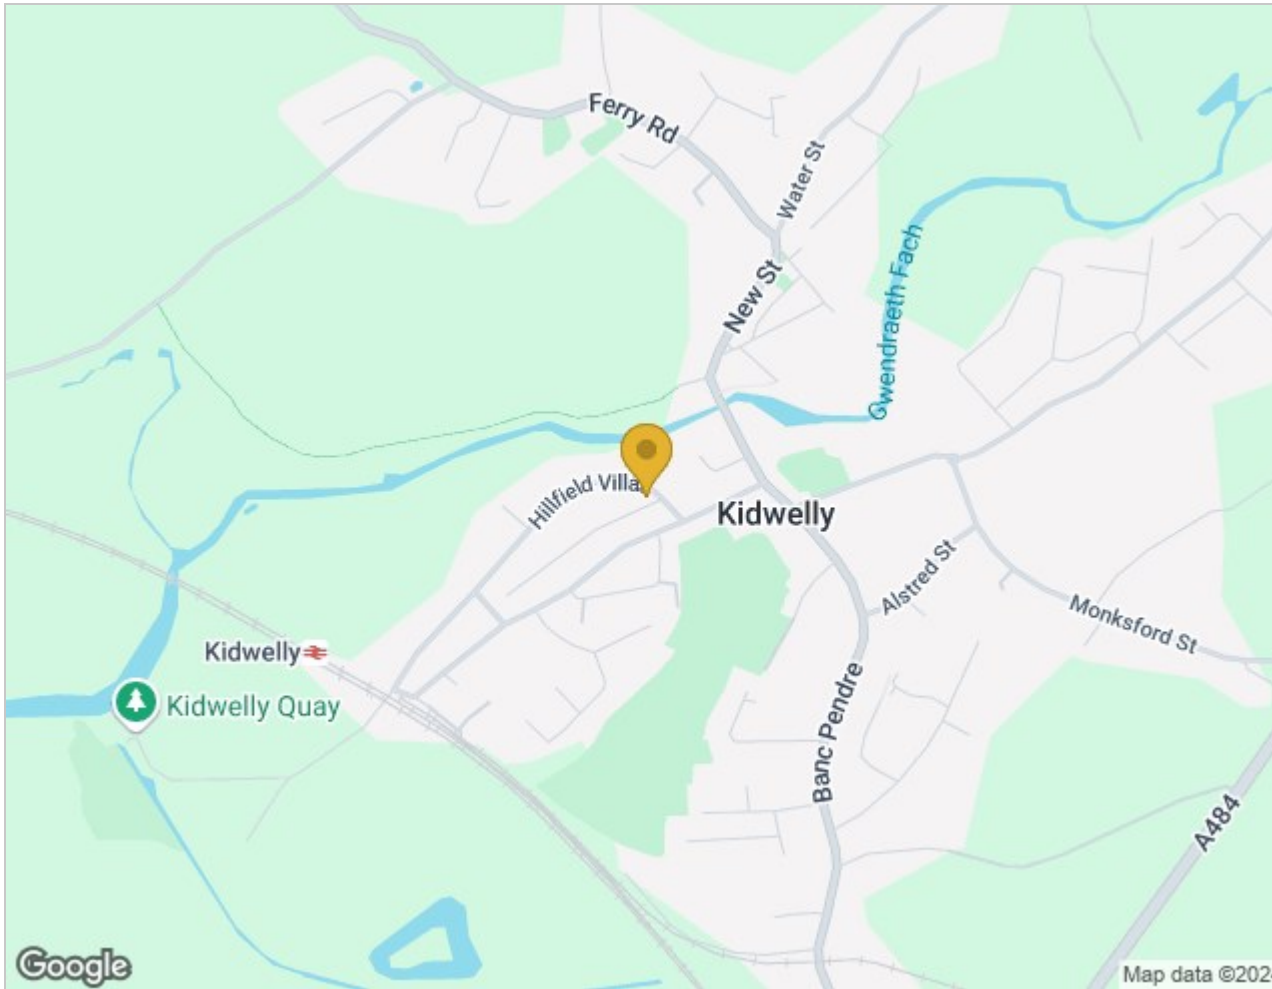 Ferry Rd
Water St
New St
Gwendraeth Fach
Hillfield Villa
Kidwelly
Alstred St
Monksford St
Kidwelly
Kidwelly Quay
Banc Pendre
A484
Google
Map data ©2024